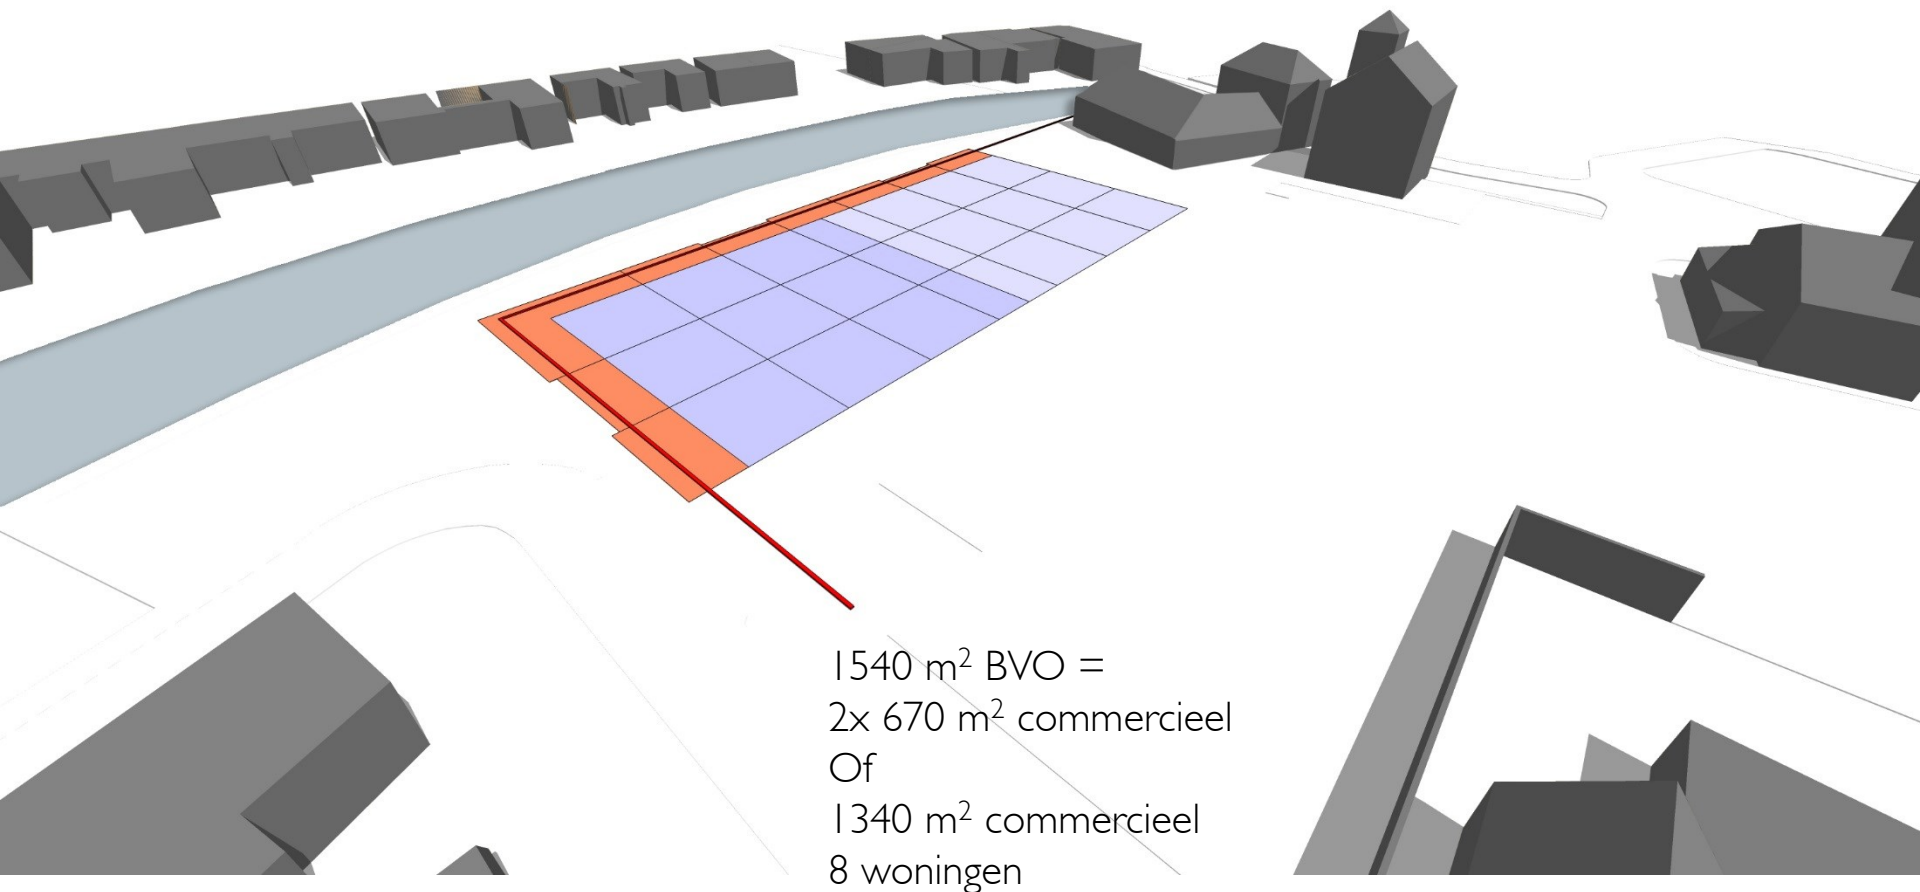 1540 m² BVO =
2x 670 m² commercieel
Of
1340 m² commercieel
8 woningen